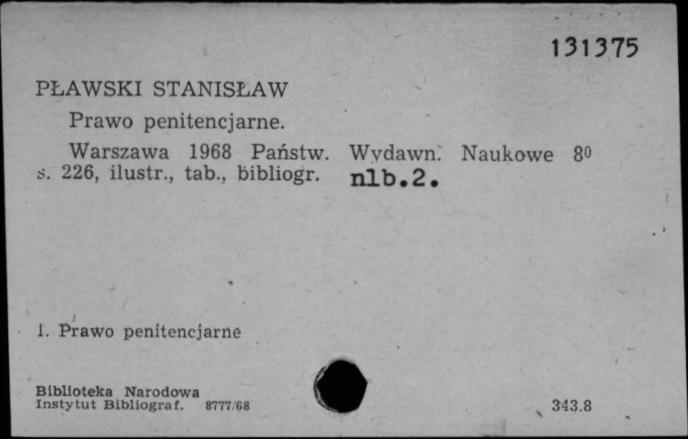 131375
PŁAWSKI STANISŁAW
Prawo penitencjarne.
Warszawa 1968 Państw. Wydawn. Naukowe 8⁰
s. 226, ilustr., tab., bibliogr. nlb.2.
1. Prawo penitencjarne
Biblioteka Narodowa
Instytut Bibliograf. 8777/68
343.8